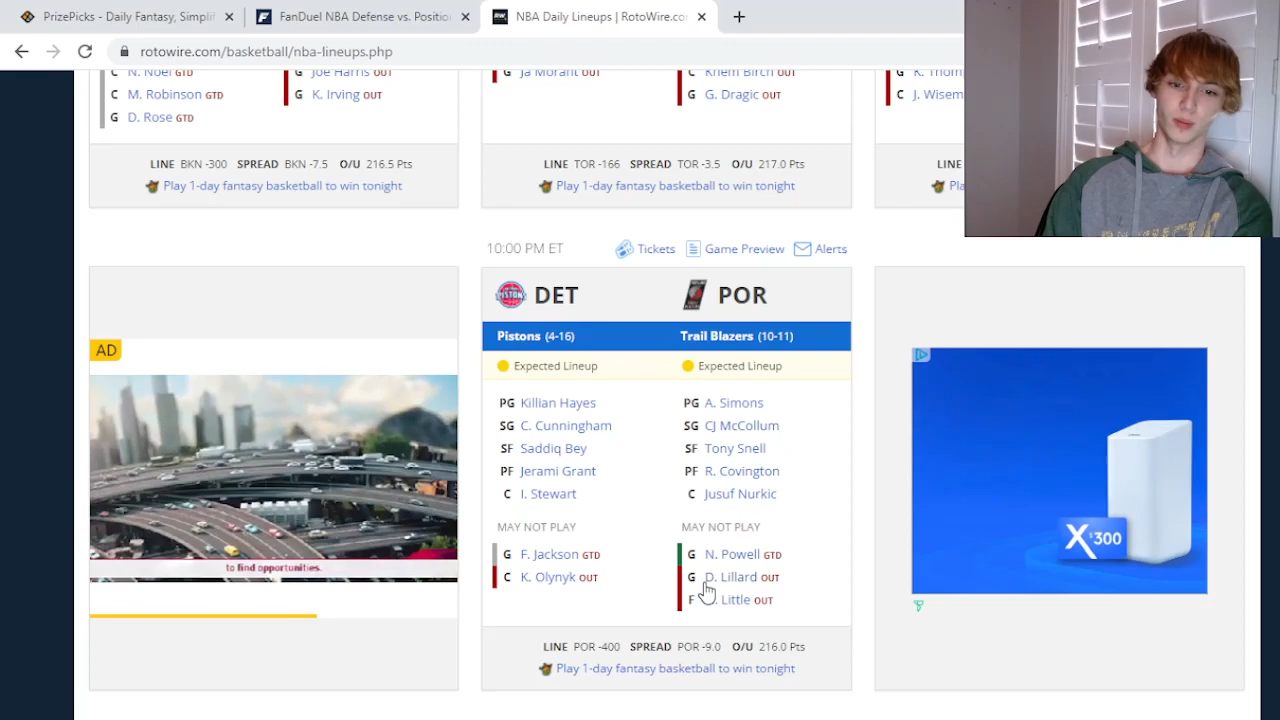 PrizePicks - Daily Fantasy, Simplif
FanDuel NBA Defense vs. Positio
NBA Daily Lineups | RotoWire.co
rotowire.com/basketball/nba-lineups.php
C N. Noel GTD
C M. Robinson GTD
G D. Rose GTD
G Joe Harris OUT
G K. Irving OUT
LINE BKN -300 SPREAD BKN -7.5 O/U 216.5 Pts
Play 1-day fantasy basketball to win tonight
G Ja Morant OUT
C Khem Birch OUT
G G. Dragic OUT
LINE TOR -166 SPREAD TOR -3.5 O/U 217.0 Pts
Play 1-day fantasy basketball to win tonight
G K. Thom
C J. Wisem
LINE
Pla
10:00 PM ET Tickets Game Preview Alerts
DET POR
Pistons (4-16) Trail Blazers (10-11)
Expected Lineup Expected Lineup
PG Killian Hayes PG A. Simons
SG C. Cunningham SG CJ McCollum
SF Saddiq Bey SF Tony Snell
PF Jerami Grant PF R. Covington
C I. Stewart C Jusuf Nurkic
MAY NOT PLAY MAY NOT PLAY
G F. Jackson GTD G N. Powell GTD
C K. Olynyk OUT G D. Lillard OUT
F Little OUT
LINE POR -400 SPREAD POR -9.0 O/U 216.0 Pts
Play 1-day fantasy basketball to win tonight
AD
to find opportunities.
X300